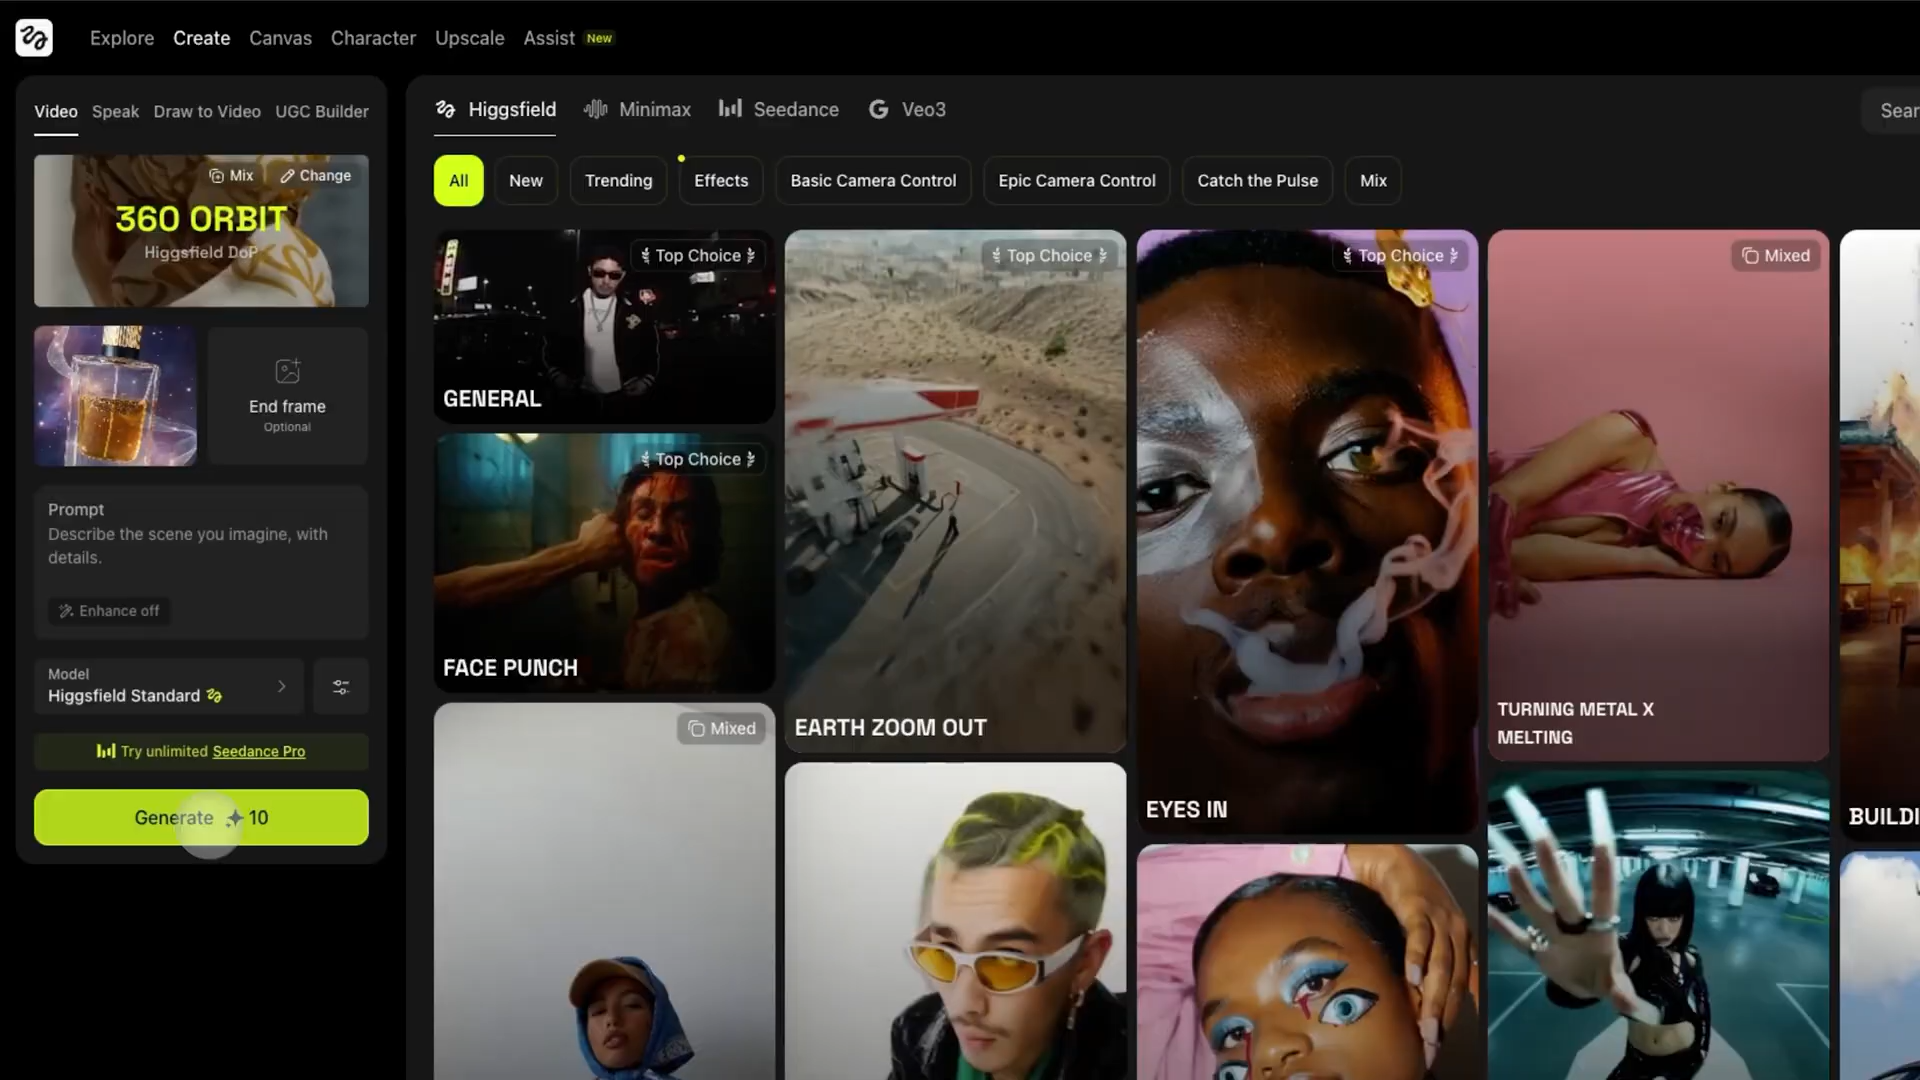 Explore Create Canvas Character Upscale Assist New
Video Speak Draw to Video UGC Builder
Mix Change
360 ORBIT
Higgsfield DoP
End frame
Optional
Prompt
Describe the scene you imagine, with
details.
Enhance off
Model
Higgsfield Standard
Try unlimited Seedance Pro
Generate 10
Higgsfield Minimax Seedance Veo3
Sear
All New Trending Effects Basic Camera Control Epic Camera Control Catch the Pulse Mix
Top Choice
GENERAL
Top Choice
FACE PUNCH
Mixed
Top Choice
EARTH ZOOM OUT
Top Choice
EYES IN
Mixed
TURNING METAL X
MELTING
BUILDI